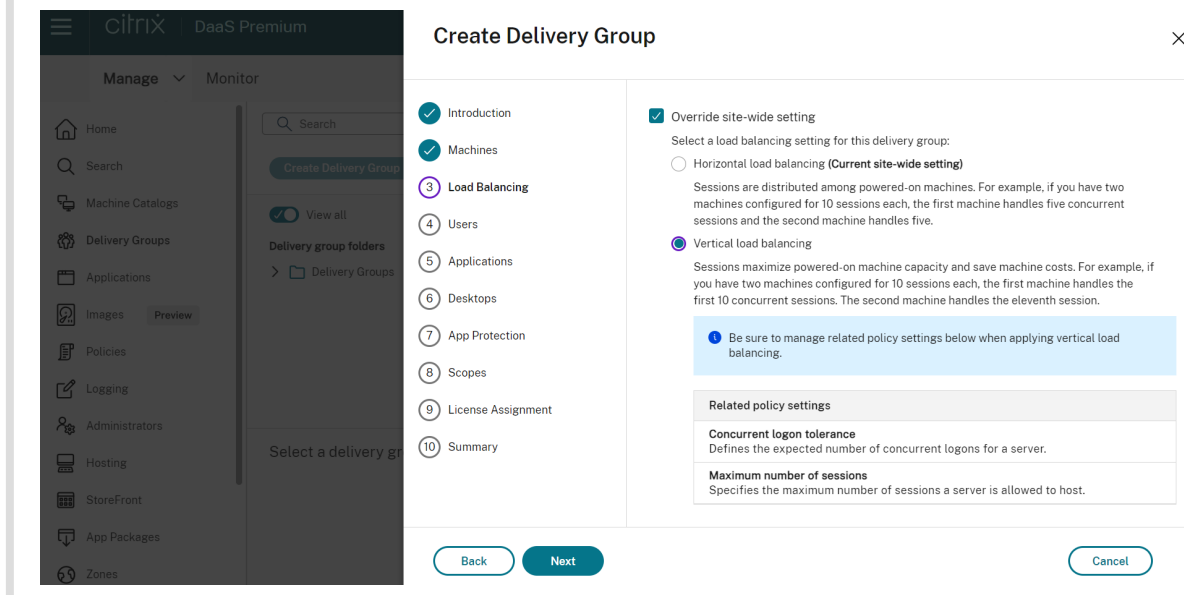 citrix DaaS Premium
Manage Monitor
Home
Search
Machine Catalogs
Delivery Groups
Applications
Images Preview
Policies
Logging
Administrators
Hosting
StoreFront
App Packages
Zones
Search
Create Delivery Group
View all
Delivery group folders
Delivery Groups
Select a delivery gr
Create Delivery Group
Introduction
Machines
3 Load Balancing
4 Users
5 Applications
6 Desktops
7 App Protection
8 Scopes
9 License Assignment
10 Summary
Override site-wide setting
Select a load balancing setting for this delivery group:
Horizontal load balancing (Current site-wide setting)
Sessions are distributed among powered-on machines. For example, if you have two
machines configured for 10 sessions each, the first machine handles five concurrent
sessions and the second machine handles five.
Vertical load balancing
Sessions maximize powered-on machine capacity and save machine costs. For example, if
you have two machines configured for 10 sessions each, the first machine handles the
first 10 concurrent sessions. The second machine handles the eleventh session.
Be sure to manage related policy settings below when applying vertical load
balancing.
Related policy settings
Concurrent logon tolerance
Defines the expected number of concurrent logons for a server.
Maximum number of sessions
Specifies the maximum number of sessions a server is allowed to host.
Back Next Cancel